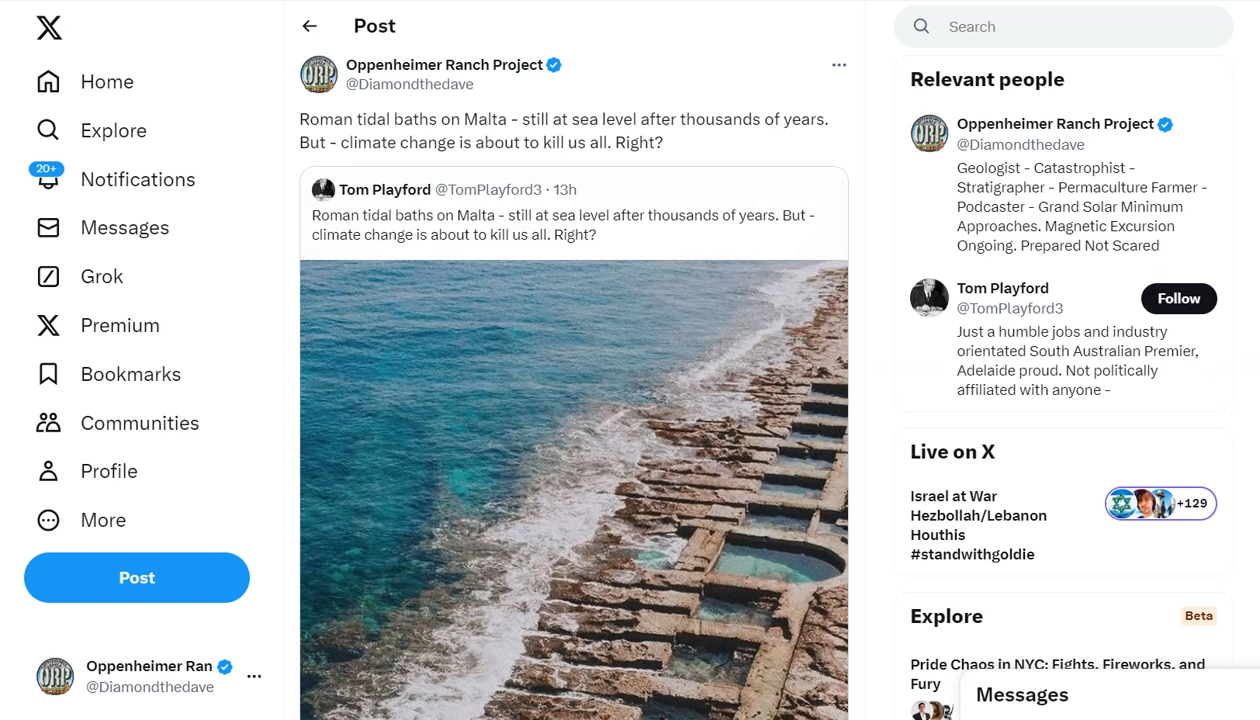 Home
Explore
20+
Notifications
Messages
Grok
Premium
Bookmarks
Communities
Profile
More
Post
Oppenheimer Ran
@Diamondthedave
Post
ORP
Oppenheimer Ranch Project
@Diamondthedave
Roman tidal baths on Malta - still at sea level after thousands of years.
But - climate change is about to kill us all. Right?
Tom Playford @TomPlayford3 · 13h
Roman tidal baths on Malta - still at sea level after thousands of years. But -
climate change is about to kill us all. Right?
Search
Relevant people
ORP
Oppenheimer Ranch Project
@Diamondthedave
Geologist - Catastrophist -
Stratigrapher - Permaculture Farmer -
Podcaster - Grand Solar Minimum
Approaches. Magnetic Excursion
Ongoing. Prepared Not Scared
Tom Playford
@TomPlayford3
Follow
Just a humble jobs and industry
orientated South Australian Premier,
Adelaide proud. Not politically
affiliated with anyone -
Live on X
Israel at War
Hezbollah/Lebanon
Houthis
#standwithgoldie
+129
Explore
Beta
Pride Chaos in NYC: Fights, Fireworks, and
Fury
Messages
ORP